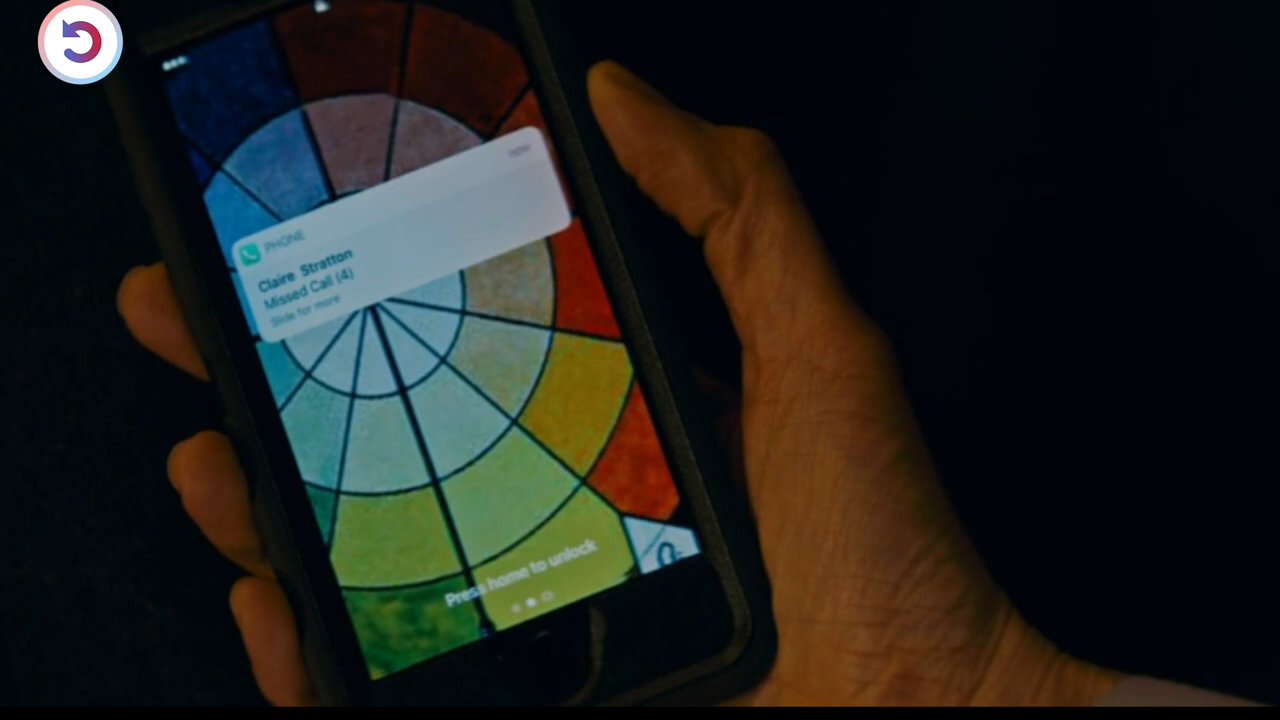 now
PHONE
Claire Stratton
Missed Call (4)
Slide for more
Press home to unlock